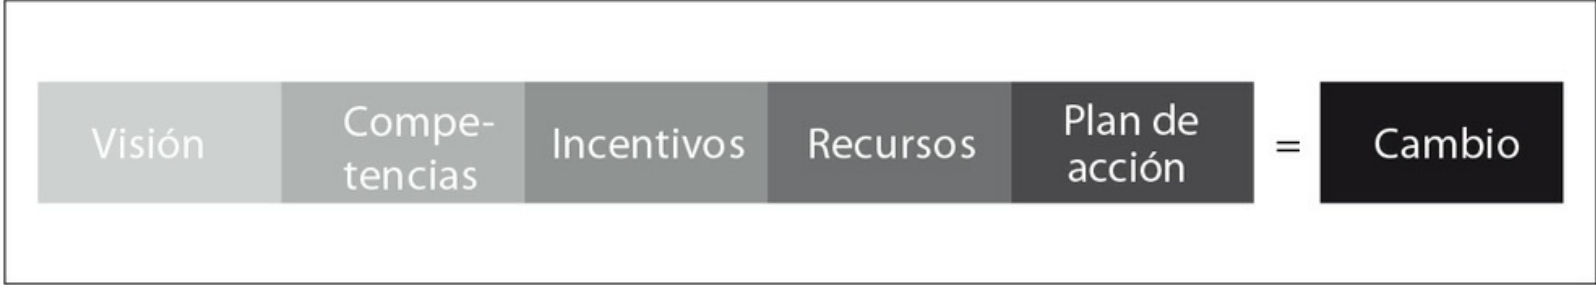 Visión
Compe-
tencias
Incentivos
Recursos
Plan de
acción
=
Cambio